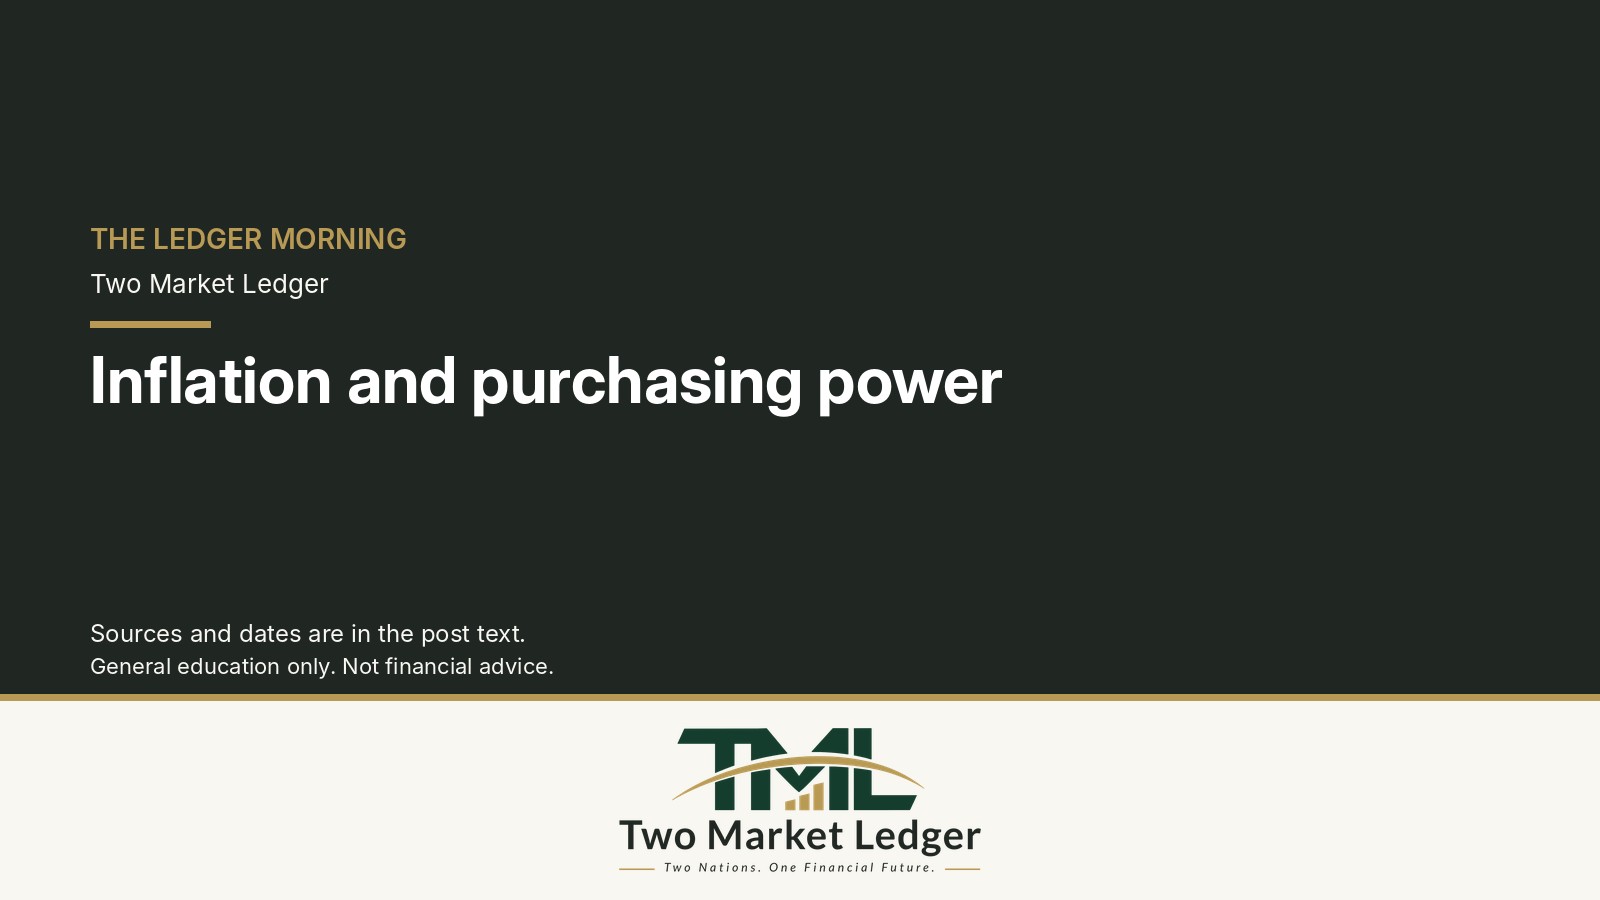 THE LEDGER MORNING
Two Market Ledger
Inflation and purchasing power
Sources and dates are in the post text.
General education only. Not financial advice.
TML
Two Market Ledger
Two Nations. One Financial Future.